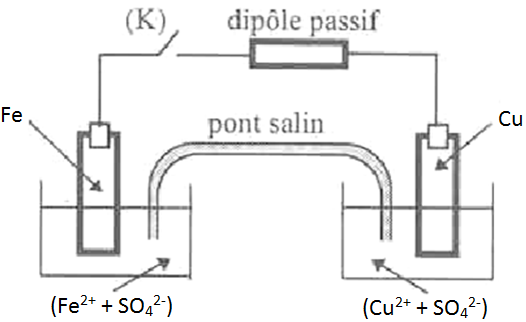 (K) dipôle passif
Fe
Cu
pont salin
(Fe²⁺ + SO₄²⁻)
(Cu²⁺ + SO₄²⁻)